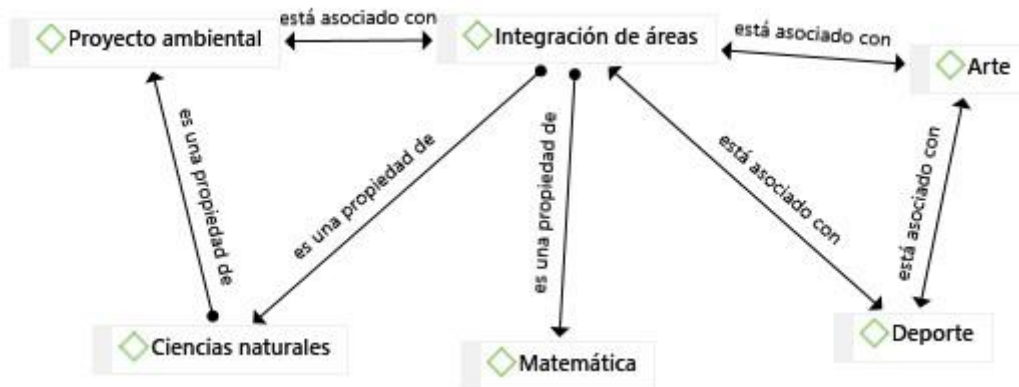 Proyecto ambiental
está asociado con
Integración de áreas
está asociado con
Arte
es una propiedad de
es una propiedad de
es una propiedad de
está asociado con
está asociado con
Ciencias naturales
Matemática
Deporte